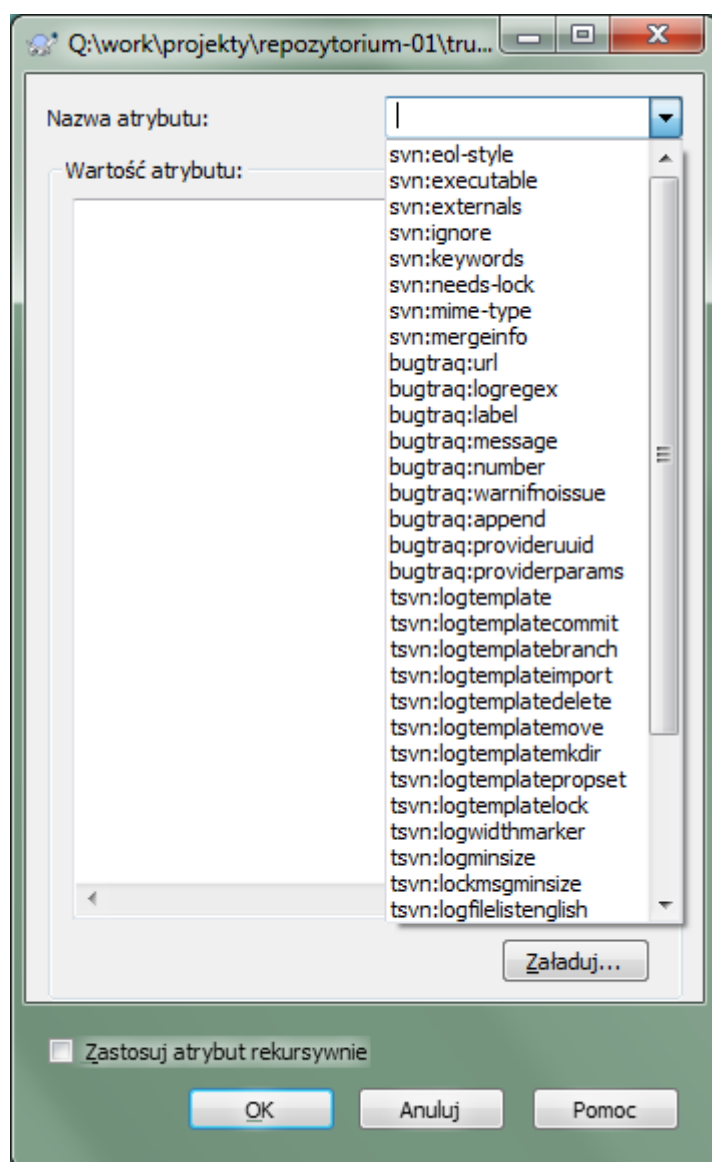 Q:\work\projekty\repozytorium-01\tru...
Nazwa atrybutu:
Wartość atrybutu:
svn:eol-style
svn:executable
svn:externals
svn:ignore
svn:keywords
svn:needs-lock
svn:mime-type
svn:mergeinfo
bugtraq:url
bugtraq:logregex
bugtraq:label
bugtraq:message
bugtraq:number
bugtraq:warnifnoissue
bugtraq:append
bugtraq:provideruuid
bugtraq:providerparams
tsvn:logtemplate
tsvn:logtemplatecommit
tsvn:logtemplatebranch
tsvn:logtemplateimport
tsvn:logtemplatedelete
tsvn:logtemplatemove
tsvn:logtemplatemkdir
tsvn:logtemplatepropset
tsvn:logtemplatelock
tsvn:logwidthmarker
tsvn:logminsize
tsvn:lockmsgminsize
tsvn:logfilelistenglish
Załaduj...
Zastosuj atrybut rekursywnie
OK Anuluj Pomoc